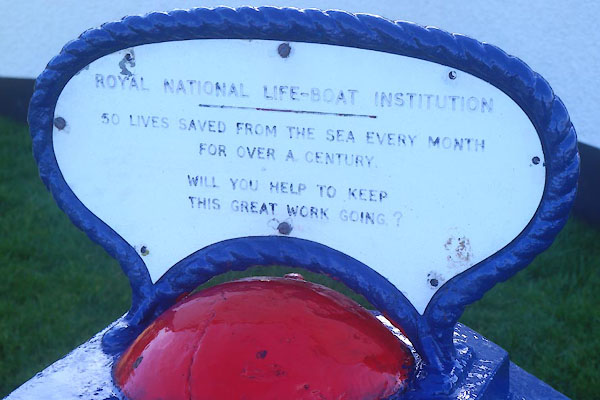 ROYAL NATIONAL LIFE-BOAT INSTITUTION
50 LIVES SAVED FROM THE SEA EVERY MONTH
FOR OVER A CENTURY.
WILL YOU HELP TO KEEP
THIS GREAT WORK GOING.?